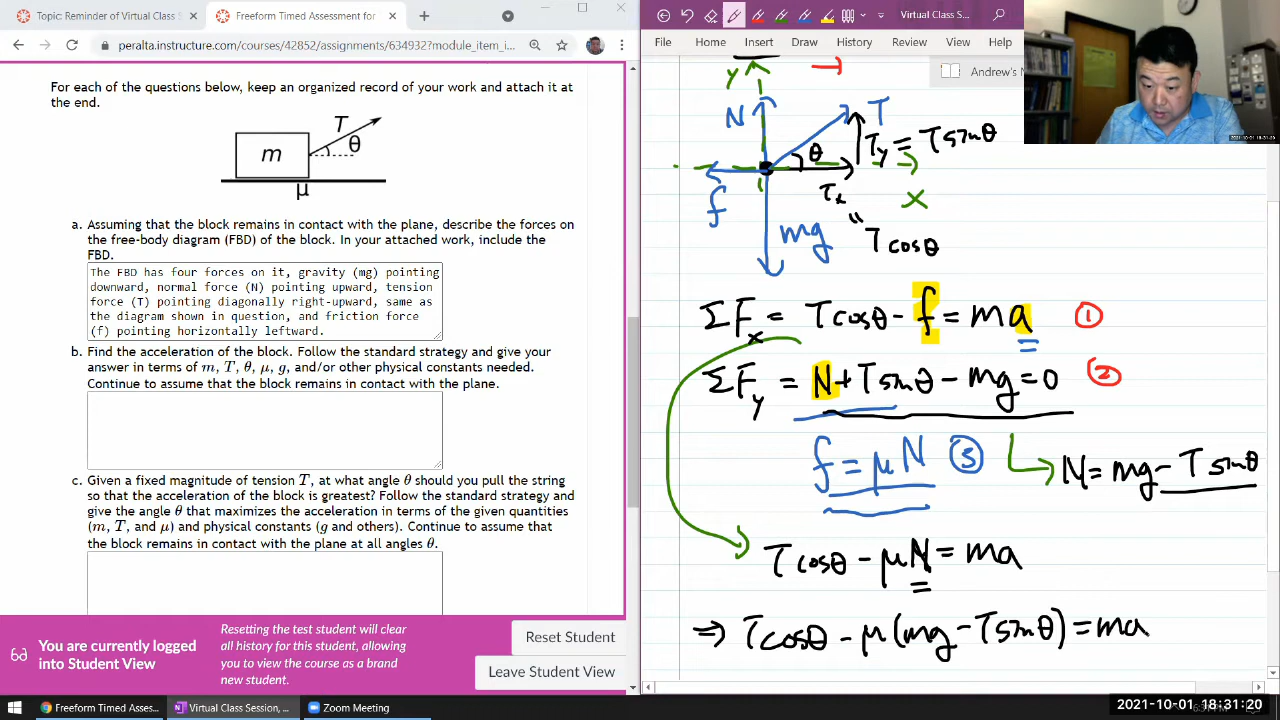 Topic: Reminder of Virtual Class S
Freeform Timed Assessment for
peralta.instructure.com/courses/42852/assignments/634932?module_item_i...
For each of the questions below, keep an organized record of your work and attach it at
the end.
m
T
θ
μ
a. Assuming that the block remains in contact with the plane, describe the forces on
the free-body diagram (FBD) of the block. In your attached work, include the
FBD.
The FBD has four forces on it, gravity (mg) pointing
downward, normal force (N) pointing upward, tension
force (T) pointing diagonally right-upward, same as
the diagram shown in question, and friction force
(f) pointing horizontally leftward.
b. Find the acceleration of the block. Follow the standard strategy and give your
answer in terms of m, T, θ, μ, g, and/or other physical constants needed.
Continue to assume that the block remains in contact with the plane.
c. Given a fixed magnitude of tension T, at what angle θ should you pull the string
so that the acceleration of the block is greatest? Follow the standard strategy and
give the angle θ that maximizes the acceleration in terms of the given quantities
(m, T, and μ) and physical constants (g and others). Continue to assume that
the block remains in contact with the plane at all angles θ.
You are currently logged
into Student View
Resetting the test student will clear
all history for this student, allowing
you to view the course as a brand
new student.
Reset Student
Leave Student View
Virtual Class S...
File Home Insert Draw History Review View Help
Andrew's N
y
N
T
θ
Ty = T sinθ
f
Tx
x
"
T cosθ
mg
ΣFx = T cosθ - f = ma ①
ΣFy = N + T sinθ - mg = 0 ②
f = μN ③
N = mg - T sinθ
T cosθ - μN = ma
⇒ T cosθ - μ(mg - T sinθ) = ma
Freeform Timed Asses...
Virtual Class Session, ...
Zoom Meeting
2021-10-01 18:31:20